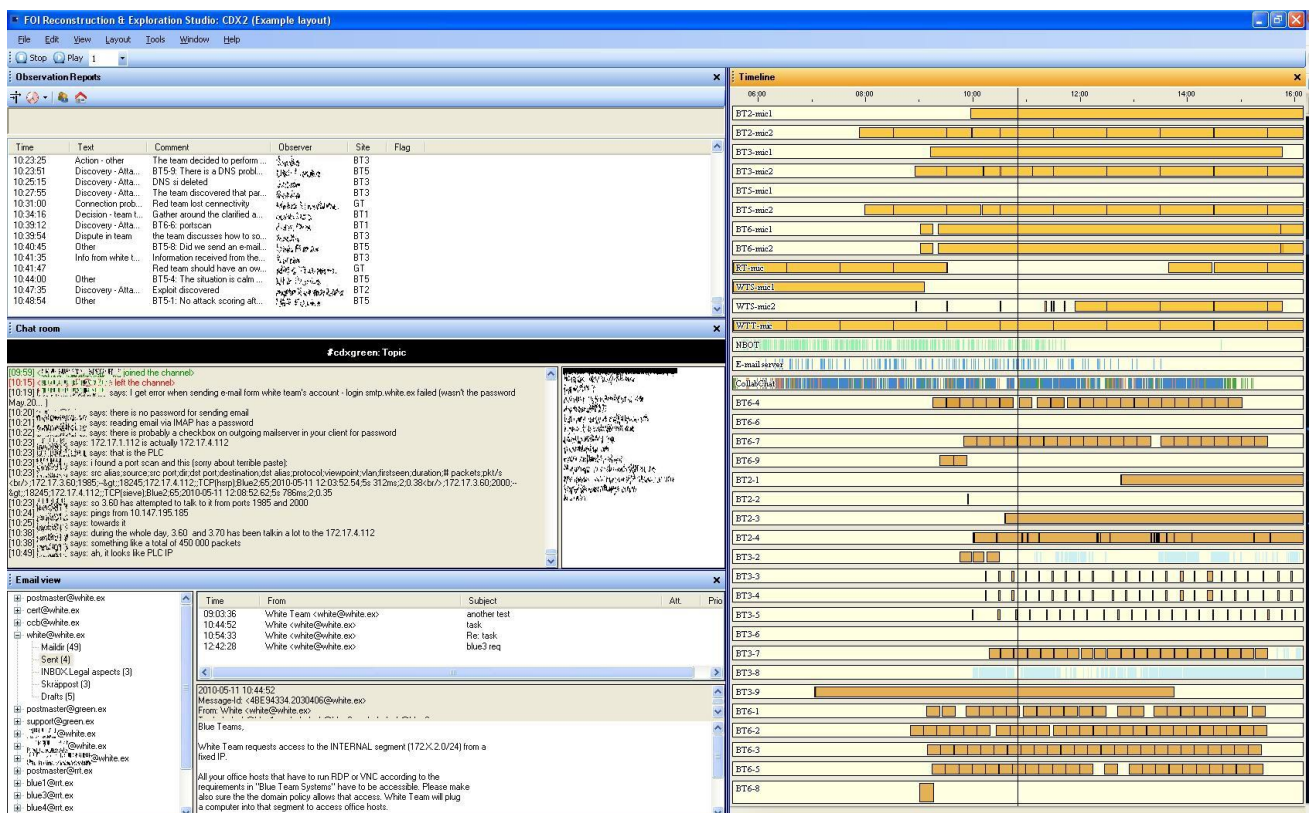 FOI Reconstruction & Exploration Studio: CDX2 (Example layout)
File Edit View Layout Tools Window Help
Stop Play 1
Observation Reports
Time Text Comment Observer Site Flag
10:23:25 Action - other The team decided to perform ... BT3
10:23:51 Discovery - Atta... BT5-9: There is a DNS probl... BT5
10:25:15 Discovery - Atta... DNS si deleted BT3
10:27:55 Discovery - Atta... The team discovered that par... BT3
10:31:00 Connection prob... Red team lost cennectivity GT
10:34:16 Decision - team t... Gather around the clarified a... BT1
10:39:12 Discovery - Atta... BT6-6: portscan BT1
10:39:54 Dispute in team the team discusses how to so... BT3
10:40:45 Other BT5-8: Did we send an e-mail... BT5
10:41:35 Info from white t... Information received from the... BT3
10:41:47 Red team should have an ow... GT
10:44:00 Other BT5-4: The situation is calm ... BT5
10:47:35 Discovery - Atta... Exploit discovered BT2
10:48:54 Other BT5-1: No attack scoring aft... BT5
Chat room
#cdxgreen: Topic
[09:59] joined the channel>
[10:15] left the channel>
[10:19] says: I get error when sending e-mail form white team's account - login smtp.white.ex failed (wasn't the password
May.20... )
[10:20] says: there is no password for sending email
[10:21] says: reading email via IMAP has a password
[10:22] says: there is probably a checkbox on outgoing mailserver in your client for password
[10:23] says: 172.17.1.112 is actually 172.17.4.112
[10:23] says: that is the PLC
[10:23] says: i found a port scan and this (sorry about terrible paste):
[10:23] says: src alias;source;src port;dir;dst port;destination;dst alias;protocol;viewpoint;vlan;firstseen;duration;# packets;pkt/s
<br/>;172.17.3.60;1985;--&gt;;18245;172.17.4.112;;TCP(hsrp);Blue2;65;2010-05-11 12:03:52.54;5s 312ms;2;0.38<br/>;172.17.3.60;2000;--
&gt;;18245;172.17.4.112;;TCP(sieve);Blue2;65;2010-05-11 12:08:52.62;5s 786ms;2;0.35
[10:23] says: so 3.60 has attempted to talk to it from ports 1985 and 2000
[10:24] says: pings from 10.147.195.185
[10:25] says: towards it
[10:38] says: during the whole day, 3.60 and 3.70 has been talkin a lot to the 172.17.4.112
[10:38] says: something like a total of 450 000 packets
[10:49] says: ah, it looks like PLC IP
Email view
postmaster@white.ex
cert@white.ex
ccb@white.ex
white@white.ex
Maildir (49)
Sent (4)
INBOX.Legal aspects (3)
Skräppost (3)
Drafts (5)
postmaster@green.ex
support@green.ex
@white.ex
@white.ex
@white.ex
postmaster@rrt.ex
blue1@rrt.ex
blue3@rrt.ex
blue4@rrt.ex
Time From Subject Att. Prio
09:03:36 White Team <white@white.ex> another test
10:44:52 White <white@white.ex> task
10:54:33 White <white@white.ex> Re: task
12:42:28 White <white@white.ex> blue3 req
2010-05-11 10:44:52
Message-Id: <4BE94334.2030406@white.ex>
From: White <white@white.ex>
Blue Teams,
White Team requests access to the INTERNAL segment (172.X.2.0/24) from a
fixed IP.
All your office hosts that have to run RDP or VNC according to the
requirements in "Blue Team Systems" have to be accessible. Please make
also sure the the domain policy allows that access. White Team will plug
a computer into that segment to access office hosts.
Timeline
06:00 08:00 10:00 12:00 14:00 16:00
BT2-mic1
BT2-mic2
BT3-mic1
BT3-mic2
BT5-mic1
BT5-mic2
BT6-mic1
BT6-mic2
RT-mic
WTS-mic1
WTS-mic2
WTT-mic
NBOT
E-mail server
CollabChat
BT6-4
BT6-6
BT6-7
BT6-9
BT2-1
BT2-2
BT2-3
BT2-4
BT3-2
BT3-3
BT3-4
BT3-5
BT3-6
BT3-7
BT3-8
BT3-9
BT6-1
BT6-2
BT6-3
BT6-5
BT6-8